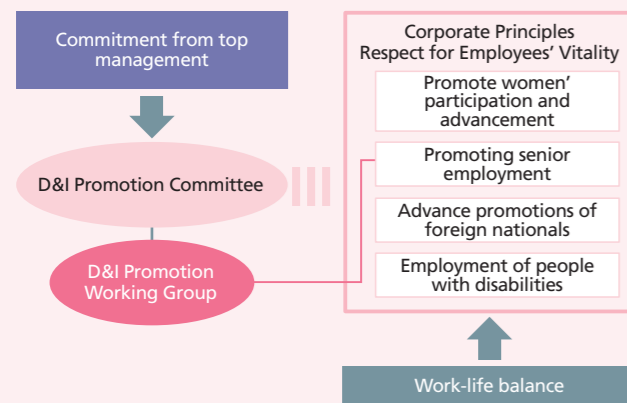 Commitment from top
management
D&I Promotion Committee
D&I Promotion
Working Group
Corporate Principles
Respect for Employees’ Vitality
Promote women’
participation and
advancement
Promoting senior
employment
Advance promotions of
foreign nationals
Employment of people
with disabilities
Work-life balance